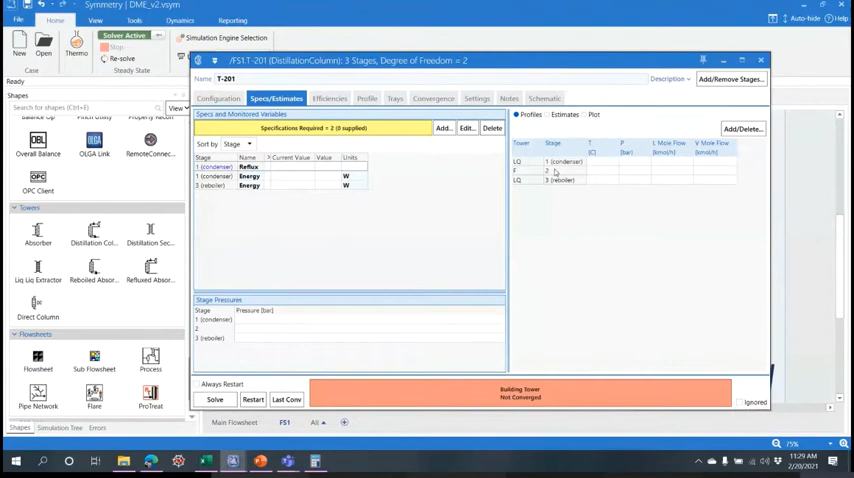 Symmetry | DME_v2.vsym
File
Home
View
Tools
Dynamics
Reporting
Auto-hide
Help
New
Open
Case
Thermo
Solver Active
Stop
Re-solve
Steady State
Simulation Engine Selection
Ready
Shapes
Search for shapes (Ctrl+E)
View
Overall Balance
OLGA Link
RemoteConnec...
OPC Client
Towers
Absorber
Distillation Col...
Distillation Sec...
Liq Liq Extractor
Reboiled Absor...
Refluxed Absor...
Direct Column
Flowsheets
Flowsheet
Sub Flowsheet
Process
Pipe Network
Flare
ProTreat
Shapes
Simulation Tree
Errors
/FS1.T-201 (DistillationColumn): 3 Stages, Degree of Freedom = 2
Name T-201
Description
Add/Remove Stages...
Configuration
Specs/Estimates
Efficiencies
Profile
Trays
Convergence
Settings
Notes
Schematic
Specs and Monitored Variables
Specifications Required = 2 (0 supplied)
Add...
Edit...
Delete
Sort by Stage
Stage Name > Current Value Value Units
1 (condenser) Reflux
1 (condenser) Energy W
3 (reboiler) Energy W
Stage Pressures
Stage Pressure [bar]
1 (condenser)
2
3 (reboiler)
Profiles
Estimates
Plot
Add/Delete...
Tower Stage T [C] P [bar] L Mole Flow [kmol/h] V Mole Flow [kmol/h]
LQ 1 (condenser)
F 2
LQ 3 (reboiler)
Always Restart
Solve
Restart
Last Conv
Building Tower
Not Converged
Ignored
Main Flowsheet
FS1
All
75%
11:29 AM
2/20/2021